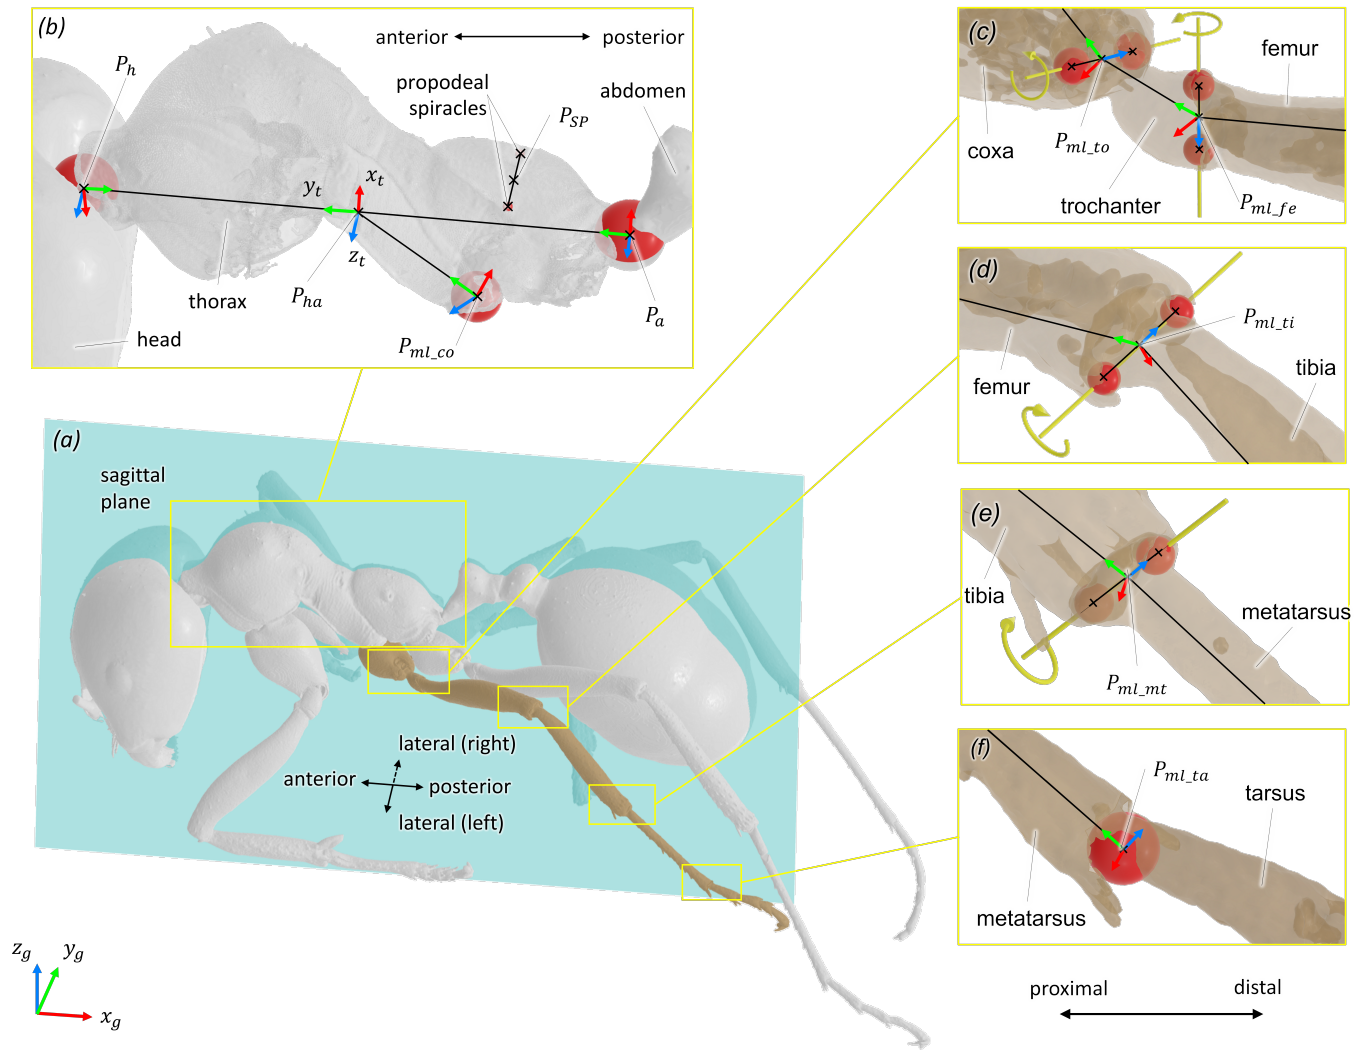 (b)
anterior
posterior
P_h
propodeal
spiracles
P_SP
abdomen
y_t
x_t
z_t
thorax
P_ha
P_a
head
P_ml_co
(a)
sagittal
plane
lateral (right)
anterior
posterior
lateral (left)
z_g
y_g
x_g
(c)
femur
coxa
P_ml_to
trochanter
P_ml_fe
(d)
P_ml_ti
femur
tibia
(e)
tibia
metatarsus
P_ml_mt
(f)
P_ml_ta
tarsus
metatarsus
proximal
distal